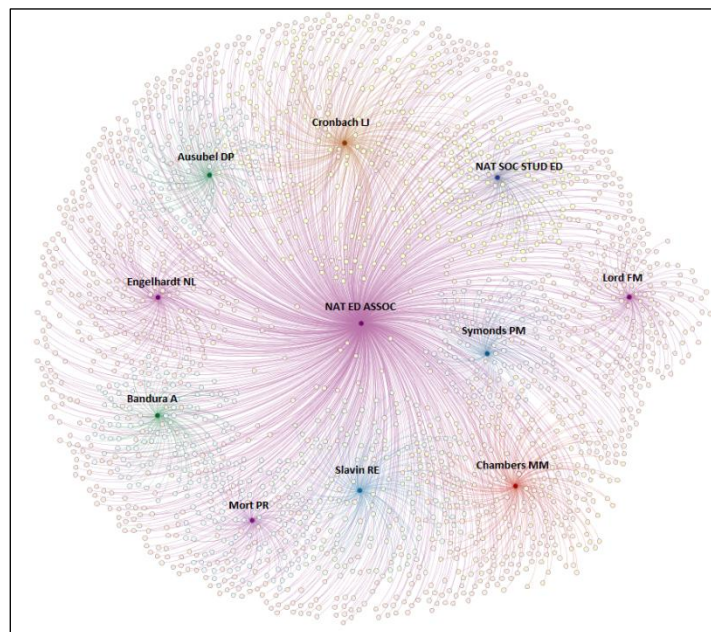 Cronbach LJ
Ausubel DP
NAT SOC STUD ED
Engelhardt NL
Lord FM
NAT ED ASSOC
Symonds PM
Bandura A
Slavin RE
Chambers MM
Mort PR